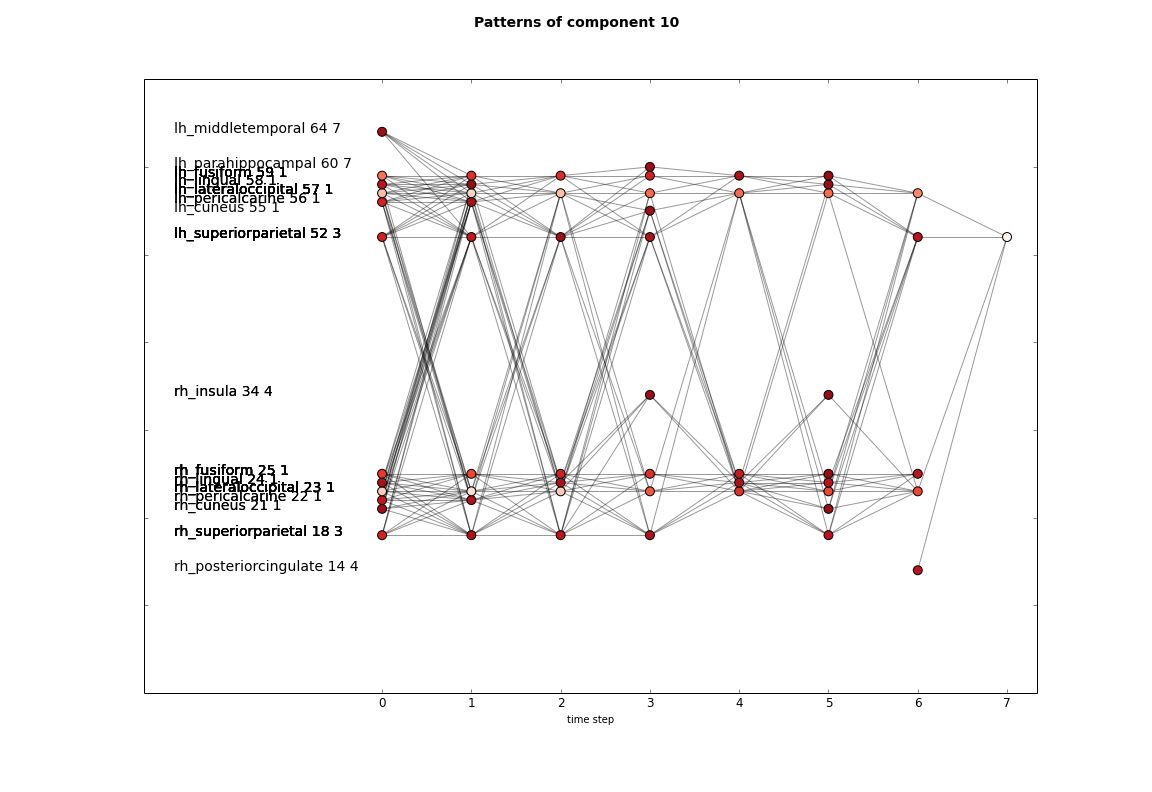 Patterns of component 10
lh_middletemporal 64 7
lh_parahippocampal 60 7
lh_fusiform 59 1
lh_lingual 58 1
lh_lateraloccipital 57 1
lh_pericalcarine 56 1
lh_cuneus 55 1
lh_superiorparietal 52 3
rh_insula 34 4
rh_fusiform 25 1
rh_lingual 24 1
rh_lateraloccipital 23 1
rh_pericalcarine 22 1
rh_cuneus 21 1
rh_superiorparietal 18 3
rh_posteriorcingulate 14 4
0 1 2 3 4 5 6 7
time step